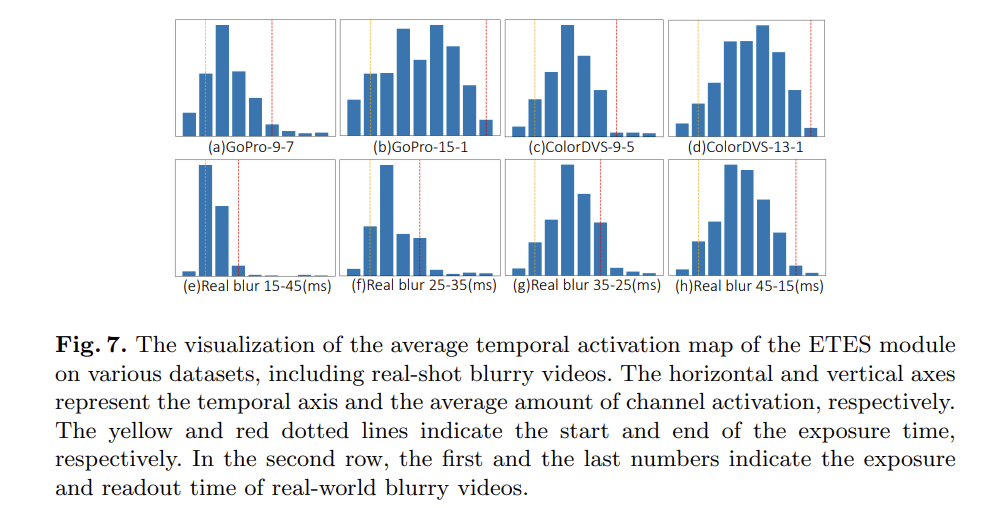 (a)GoPro-9-7
(b)GoPro-15-1
(c)ColorDVS-9-5
(d)ColorDVS-13-1
(e)Real blur 15-45(ms)
(f)Real blur 25-35(ms)
(g)Real blur 35-25(ms)
(h)Real blur 45-15(ms)
Fig. 7. The visualization of the average temporal activation map of the ETES module
on various datasets, including real-shot blurry videos. The horizontal and vertical axes
represent the temporal axis and the average amount of channel activation, respectively.
The yellow and red dotted lines indicate the start and end of the exposure time,
respectively. In the second row, the first and the last numbers indicate the exposure
and readout time of real-world blurry videos.